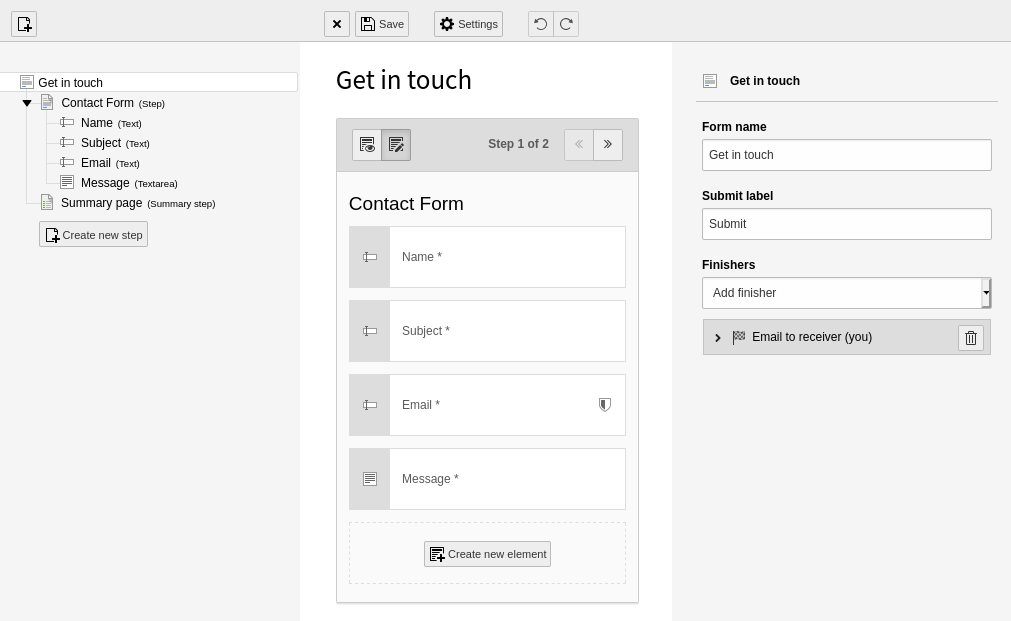 Save
Settings
Get in touch
Contact Form (Step)
Name (Text)
Subject (Text)
Email (Text)
Message (Textarea)
Summary page (Summary step)
Create new step
Get in touch
Step 1 of 2
Contact Form
Name *
Subject *
Email *
Message *
Create new element
Get in touch
Form name
Get in touch
Submit label
Submit
Finishers
Add finisher
Email to receiver (you)